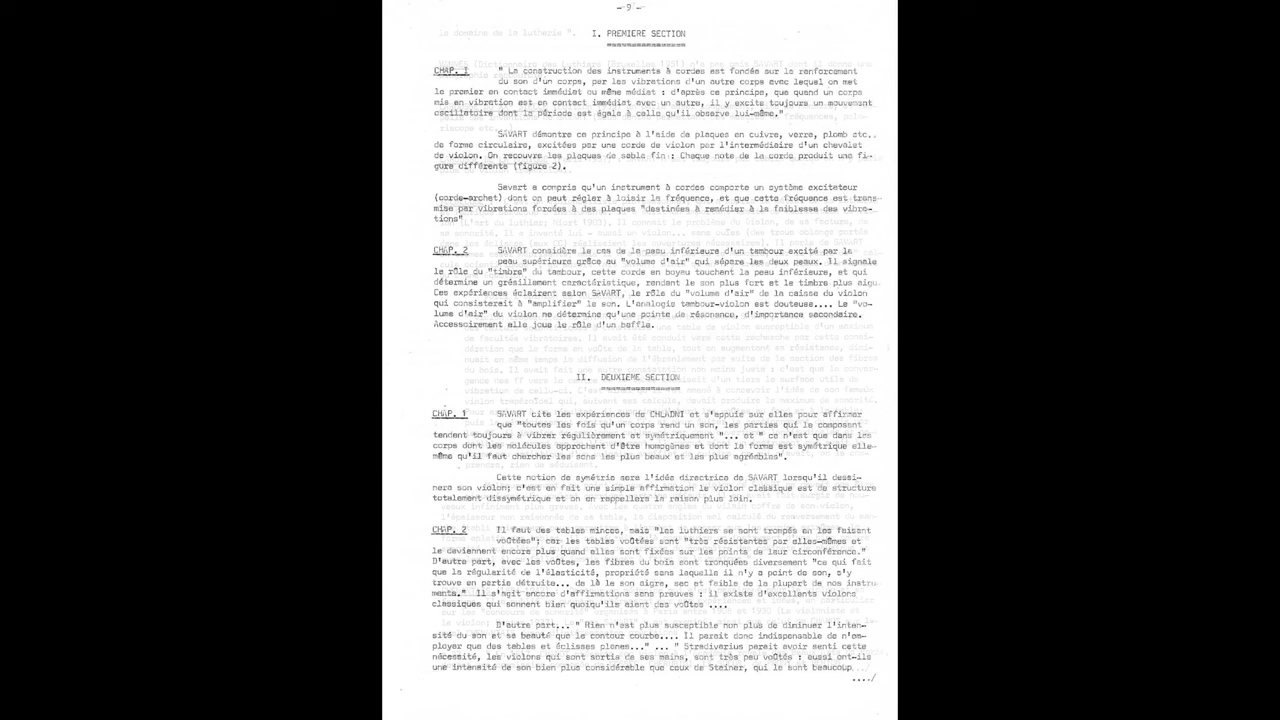 -9-
I. PREMIERE SECTION
CHAP. 1 " La construction des instruments à cordes est fondés sur le renforcement
du son d'un corps, par les vibrations d'un autre corps avec lequel on met
le premier en contact immédiat ou même médiat : d'après ce principe, que quand un corps
mis en vibration est en contact immédiat avec un autre, il y excite toujours un mouvement
oscillatoire dont la période est égale à celle qu'il observe lui-même."
SAVART démontre ce principe à l'aide de plaques en cuivre, verre, plomb etc..
de forme circulaire, excitées par une corde de violon par l'intermédiaire d'un chevalet
de violon. On recouvre les plaques de sable fin : Chaque note de la corde produit une fi-
gure différente (figure 2).
Savart a compris qu'un instrument à cordes comporte un système exciteur
(corde-archet) dont on peut régler à loisir la fréquence, et que cette fréquence est trans
mise par vibrations forcées à des plaques "destinées à remédier à la faiblesse des vibra-
tions"
CHAP. 2 SAVART considère le cas de la peau inférieure d'un tambour excité par la
peau supérieure grâce au "volume d'air" qui sépare les deux peaux. Il signale
le rôle du "timbre" du tambour, cette corde en boyau touchant la peau inférieure, et qui
détermine un grésillement caractéristique, rendant le son plus fort et le timbre plus aigu.
Ces expériences éclairent selon SAVART, le rôle du "volume d'air" de la caisse du violon
qui consisterait à "amplifier" le son. L'analogie tambour-violon est douteuse.... Le "vo-
lume d'air" du violon ne détermine qu'une pointe de résonance, d'importance secondaire.
Accessoirement elle joue le rôle d'un baffle.
II. DEUXIEME SECTION
CHAP. 1 SAVART cite les expériences de CHLADNI et s'appuie sur elles pour affirmer
que "toutes les fois qu'un corps rend un son, les parties qui le composent
tendent toujours à vibrer régulièrement et symétriquement "... et " ce n'est que dans les
corps dont les molécules approchent d'être homogènes et dont la forme est symétrique elle-
même qu'il faut chercher les sons les plus beaux et les plus agréables".
Cette notion de symétrie sera l'idée directrice de SAVART lorsqu'il dessi-
nera son violon; c'est en fait une simple affirmation le violon classique est de structure
totalement dissymétrique et on en rappellera la raison plus loin.
CHAP. 2 Il faut des tables minces, mais "les luthiers se sont trompés en les faisant
voûtées"; car les tables voûtées sont "très résistantes par elles-mêmes et
le deviennent encore plus quand elles sont fixées sur les points de leur circonférence."
D'autre part, avec les voûtes, les fibres du bois sont tronquées diversement "ce qui fait
que la régularité de l'élasticité, propriété sans laquelle il n'y a point de son, s'y
trouve en partie détruite... de là le son aigre, sec et faible de la plupart de nos instru-
ments." Il s'agit encore d'affirmations sans preuves : il existe d'excellents violons
classiques qui sonnent bien quoiqu'ils aient des voûtes ....
D'autre part... " Rien n'est plus susceptible non plus de diminuer l'inten-
sité du son et sa beauté que le contour courbe.... Il parait donc indispensable de n'em-
ployer que des tables et éclisses planes..." ... " Stradiverius parait avoir senti cette
nécessité, les violons qui sont sortis de ses mains, sont très peu voûtés : aussi ont-ils
une intensité de son bien plus considérable que ceux de Steiner, qui le sont beaucoup
..../